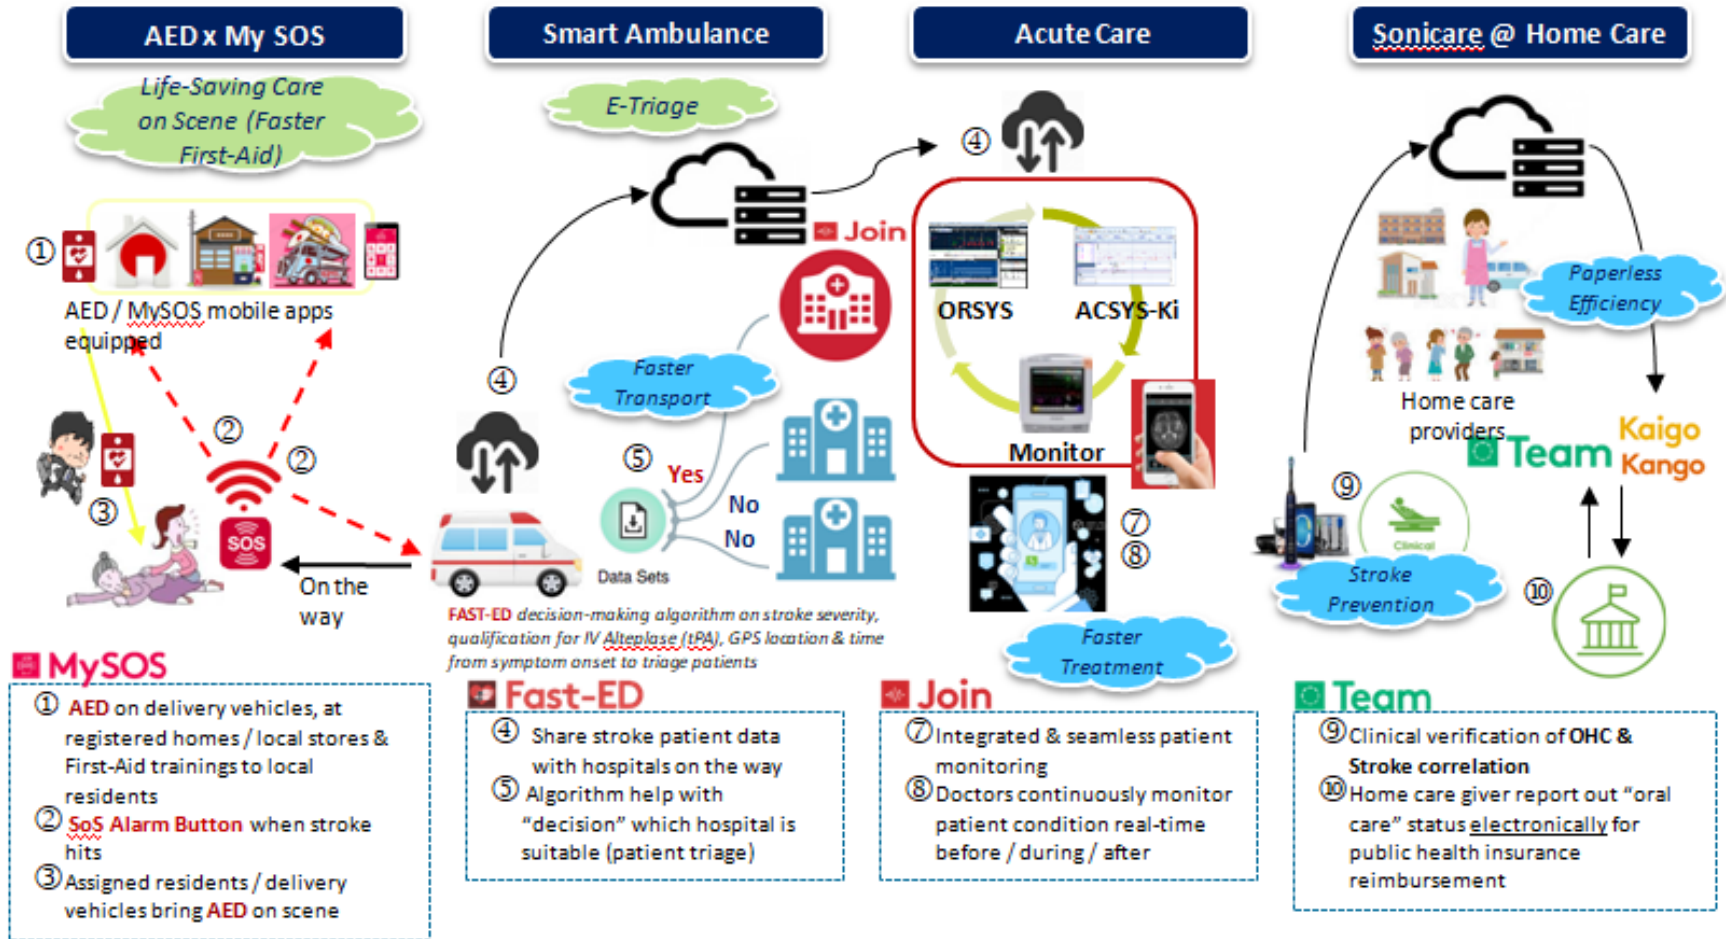 AED x My SOS
Life-Saving Care
on Scene (Faster
First-Aid)
①
AED / MySOS mobile apps
equipped
②
②
③
SOS
On the
way
MySOS
① AED on delivery vehicles, at
registered homes / local stores &
First-Aid trainings to local
residents
② SoS Alarm Button when stroke
hits
③ Assigned residents / delivery
vehicles bring AED on scene
Smart Ambulance
E-Triage
④
Join
Faster
Transport
⑤
Yes
No
No
Data Sets
FAST-ED decision-making algorithm on stroke severity,
qualification for IV Alteplase (tPA), GPS location & time
from symptom onset to triage patients
Fast-ED
④ Share stroke patient data
with hospitals on the way
⑤ Algorithm help with
“decision” which hospital is
suitable (patient triage)
Acute Care
④
ORSYS
ACSYS-Ki
Monitor
⑦
⑧
Faster
Treatment
Join
⑦ Integrated & seamless patient
monitoring
⑧ Doctors continuously monitor
patient condition real-time
before / during / after
Sonicare @ Home Care
Paperless
Efficiency
Home care
providers
Team
Kaigo
Kango
⑨
Clinical
Stroke
Prevention
⑩
Team
⑨ Clinical verification of OHC &
Stroke correlation
⑩ Home care giver report out “oral
care” status electronically for
public health insurance
reimbursement